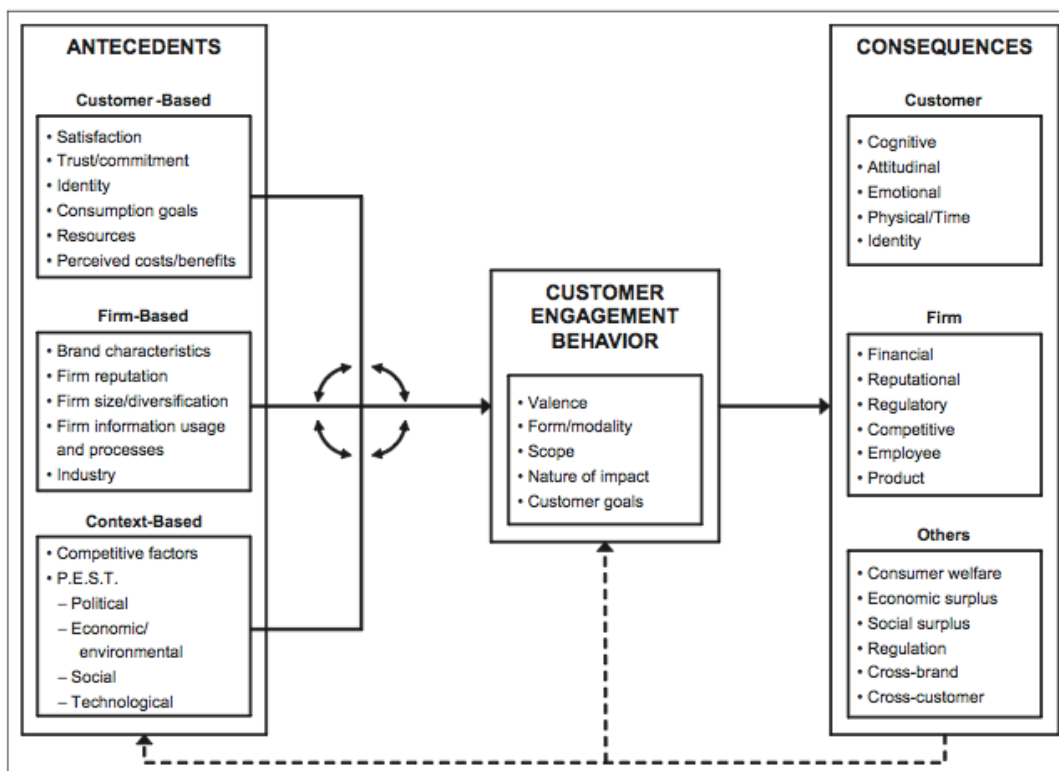 ANTECEDENTS
Customer-Based
• Satisfaction
• Trust/commitment
• Identity
• Consumption goals
• Resources
• Perceived costs/benefits
Firm-Based
• Brand characteristics
• Firm reputation
• Firm size/diversification
• Firm information usage
and processes
• Industry
Context-Based
• Competitive factors
• P.E.S.T.
– Political
– Economic/
environmental
– Social
– Technological
CUSTOMER
ENGAGEMENT
BEHAVIOR
• Valence
• Form/modality
• Scope
• Nature of impact
• Customer goals
CONSEQUENCES
Customer
• Cognitive
• Attitudinal
• Emotional
• Physical/Time
• Identity
Firm
• Financial
• Reputational
• Regulatory
• Competitive
• Employee
• Product
Others
• Consumer welfare
• Economic surplus
• Social surplus
• Regulation
• Cross-brand
• Cross-customer